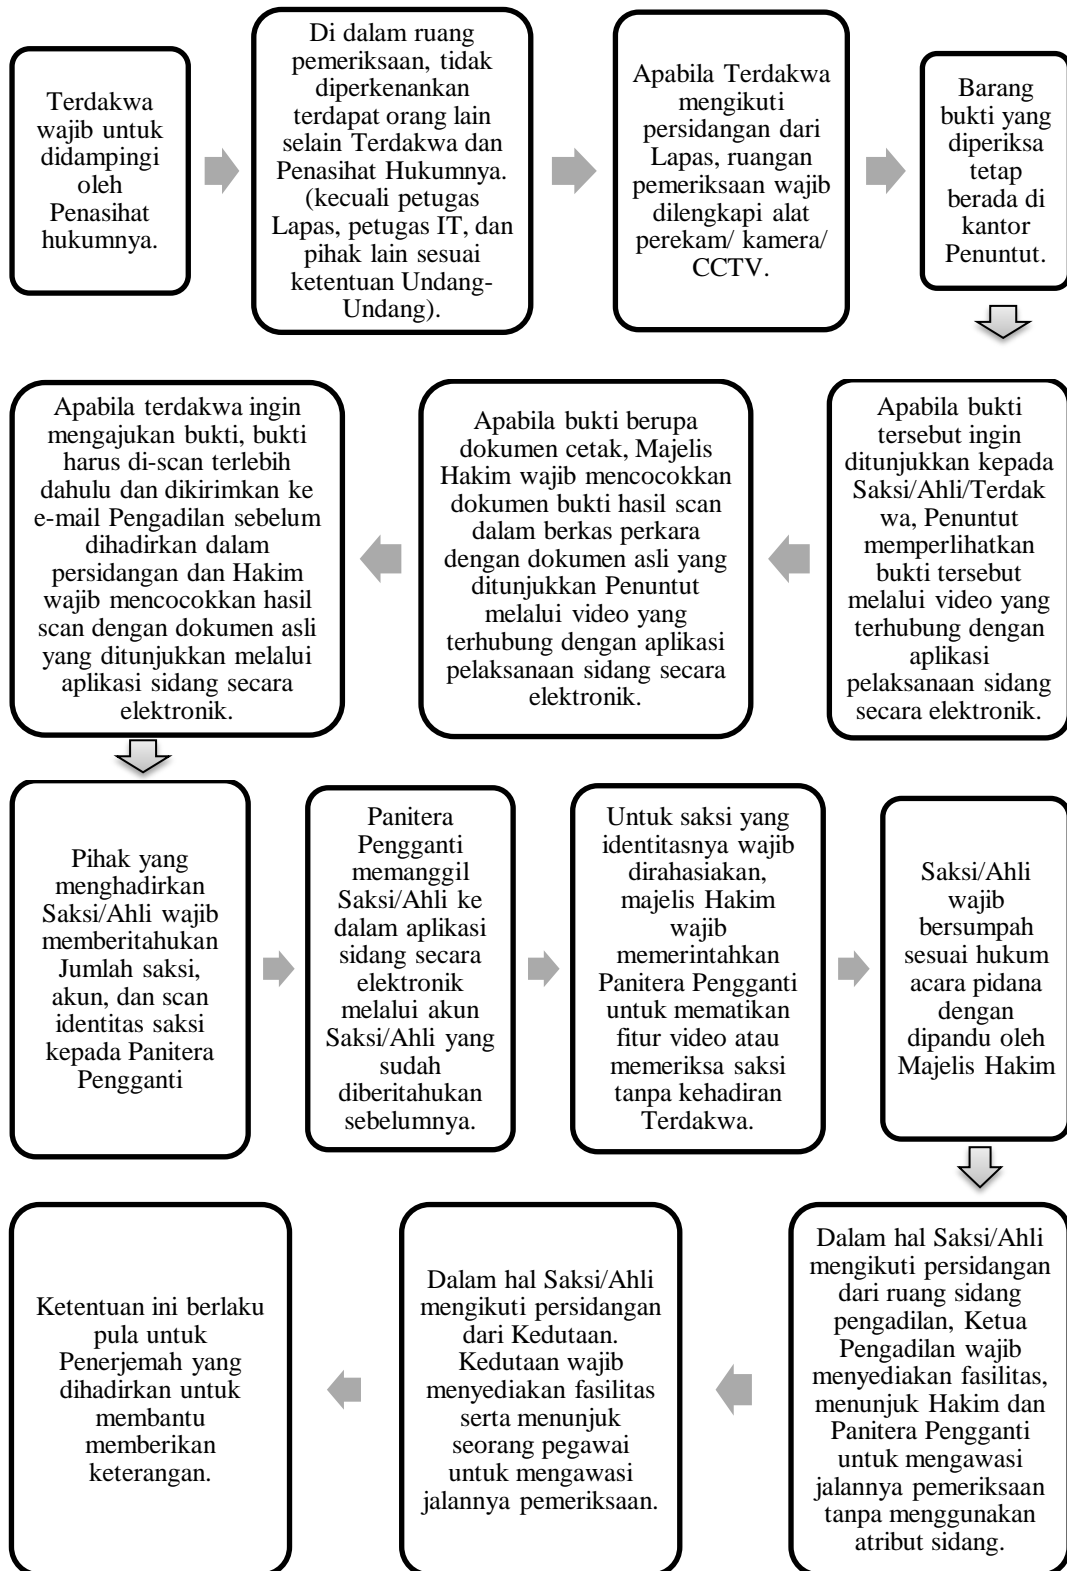 Terdakwa
wajib untuk
didampingi
oleh
Penasihat
hukumnya.
Di dalam ruang
pemeriksaan, tidak
diperkenankan
terdapat orang lain
selain Terdakwa dan
Penasihat Hukumnya.
(kecuali petugas
Lapas, petugas IT, dan
pihak lain sesuai
ketentuan Undang-
Undang).
Apabila Terdakwa
mengikuti
persidangan dari
Lapas, ruangan
pemeriksaan wajib
dilengkapi alat
perekam/ kamera/
CCTV.
Barang
bukti yang
diperiksa
tetap
berada di
kantor
Penuntut.
Apabila bukti
tersebut ingin
ditunjukkan kepada
Saksi/Ahli/Terdak
wa, Penuntut
memperlihatkan
bukti tersebut
melalui video yang
terhubung dengan
aplikasi
pelaksanaan sidang
secara elektronik.
Apabila bukti berupa
dokumen cetak, Majelis
Hakim wajib mencocokkan
dokumen bukti hasil scan
dalam berkas perkara
dengan dokumen asli yang
ditunjukkan Penuntut
melalui video yang
terhubung dengan aplikasi
pelaksanaan sidang secara
elektronik.
Apabila terdakwa ingin
mengajukan bukti, bukti
harus di-scan terlebih
dahulu dan dikirimkan ke
e-mail Pengadilan sebelum
dihadirkan dalam
persidangan dan Hakim
wajib mencocokkan hasil
scan dengan dokumen asli
yang ditunjukkan melalui
aplikasi sidang secara
elektronik.
Pihak yang
menghadirkan
Saksi/Ahli wajib
memberitahukan
Jumlah saksi,
akun, dan scan
identitas saksi
kepada Panitera
Pengganti
Panitera
Pengganti
memanggil
Saksi/Ahli ke
dalam aplikasi
sidang secara
elektronik
melalui akun
Saksi/Ahli yang
sudah
diberitahukan
sebelumnya.
Untuk saksi yang
identitasnya wajib
dirahasiakan,
majelis Hakim
wajib
memerintahkan
Panitera Pengganti
untuk mematikan
fitur video atau
memeriksa saksi
tanpa kehadiran
Terdakwa.
Saksi/Ahli
wajib
bersumpah
sesuai hukum
acara pidana
dengan
dipandu oleh
Majelis Hakim
Dalam hal Saksi/Ahli
mengikuti persidangan
dari ruang sidang
pengadilan, Ketua
Pengadilan wajib
menyediakan fasilitas,
menunjuk Hakim dan
Panitera Pengganti
untuk mengawasi
jalannya pemeriksaan
tanpa menggunakan
atribut sidang.
Dalam hal Saksi/Ahli
mengikuti persidangan
dari Kedutaan.
Kedutaan wajib
menyediakan fasilitas
serta menunjuk
seorang pegawai
untuk mengawasi
jalannya pemeriksaan.
Ketentuan ini berlaku
pula untuk
Penerjemah yang
dihadirkan untuk
membantu
memberikan
keterangan.